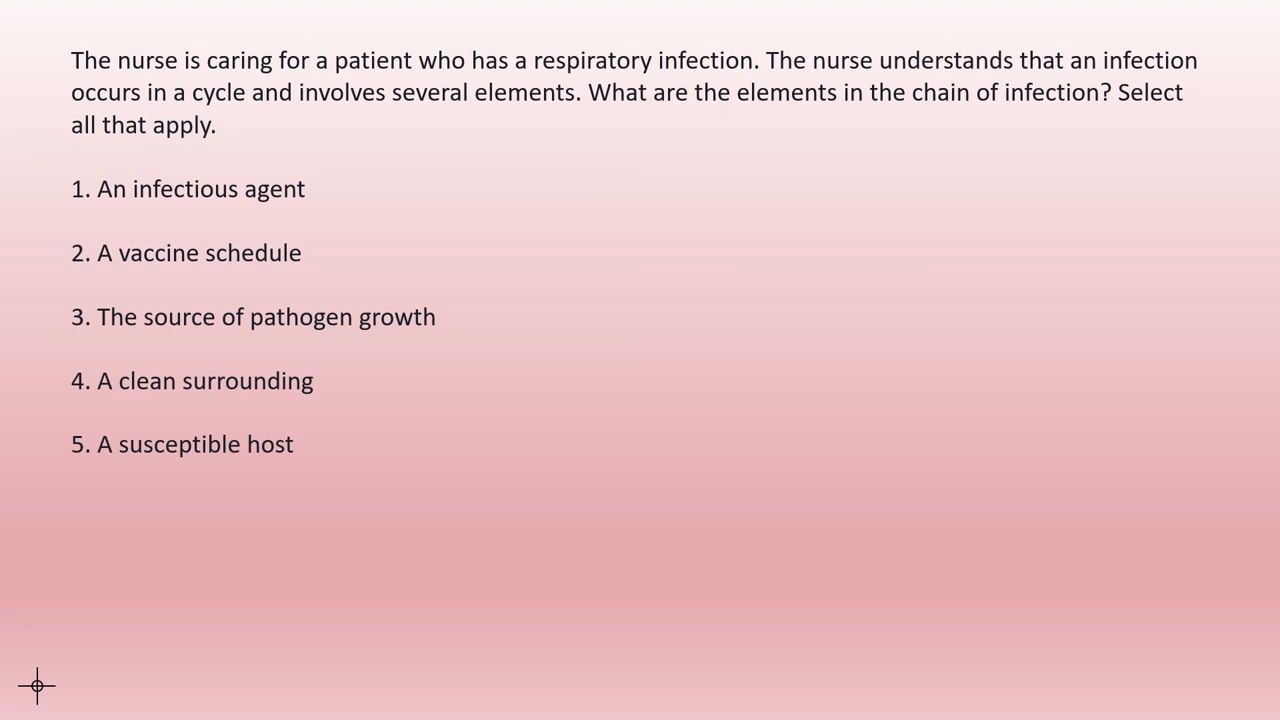 The nurse is caring for a patient who has a respiratory infection. The nurse understands that an infection
occurs in a cycle and involves several elements. What are the elements in the chain of infection? Select
all that apply.
1. An infectious agent
2. A vaccine schedule
3. The source of pathogen growth
4. A clean surrounding
5. A susceptible host